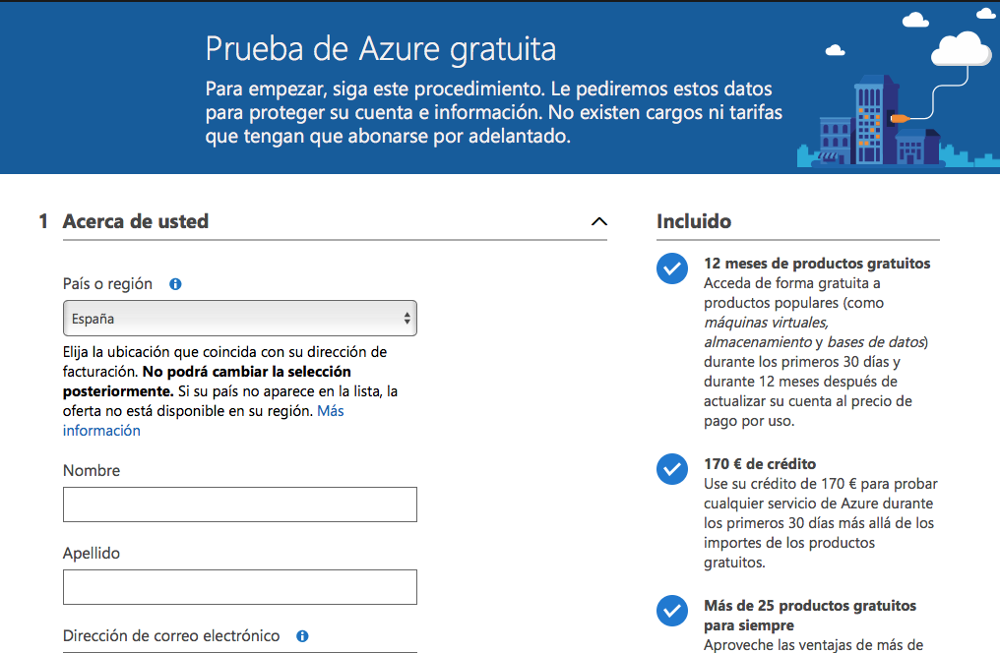 Prueba de Azure gratuita
Para empezar, siga este procedimiento. Le pediremos estos datos
para proteger su cuenta e información. No existen cargos ni tarifas
que tengan que abonarse por adelantado.
1 Acerca de usted
País o región
España
Elija la ubicación que coincida con su dirección de
facturación. No podrá cambiar la selección
posteriormente. Si su país no aparece en la lista, la
oferta no está disponible en su región. Más
información
Nombre
Apellido
Dirección de correo electrónico
Incluido
12 meses de productos gratuitos
Acceda de forma gratuita a
productos populares (como
máquinas virtuales,
almacenamiento y bases de datos)
durante los primeros 30 días y
durante 12 meses después de
actualizar su cuenta al precio de
pago por uso.
170 € de crédito
Use su crédito de 170 € para probar
cualquier servicio de Azure durante
los primeros 30 días más allá de los
importes de los productos
gratuitos.
Más de 25 productos gratuitos
para siempre
Aproveche las ventajas de más de